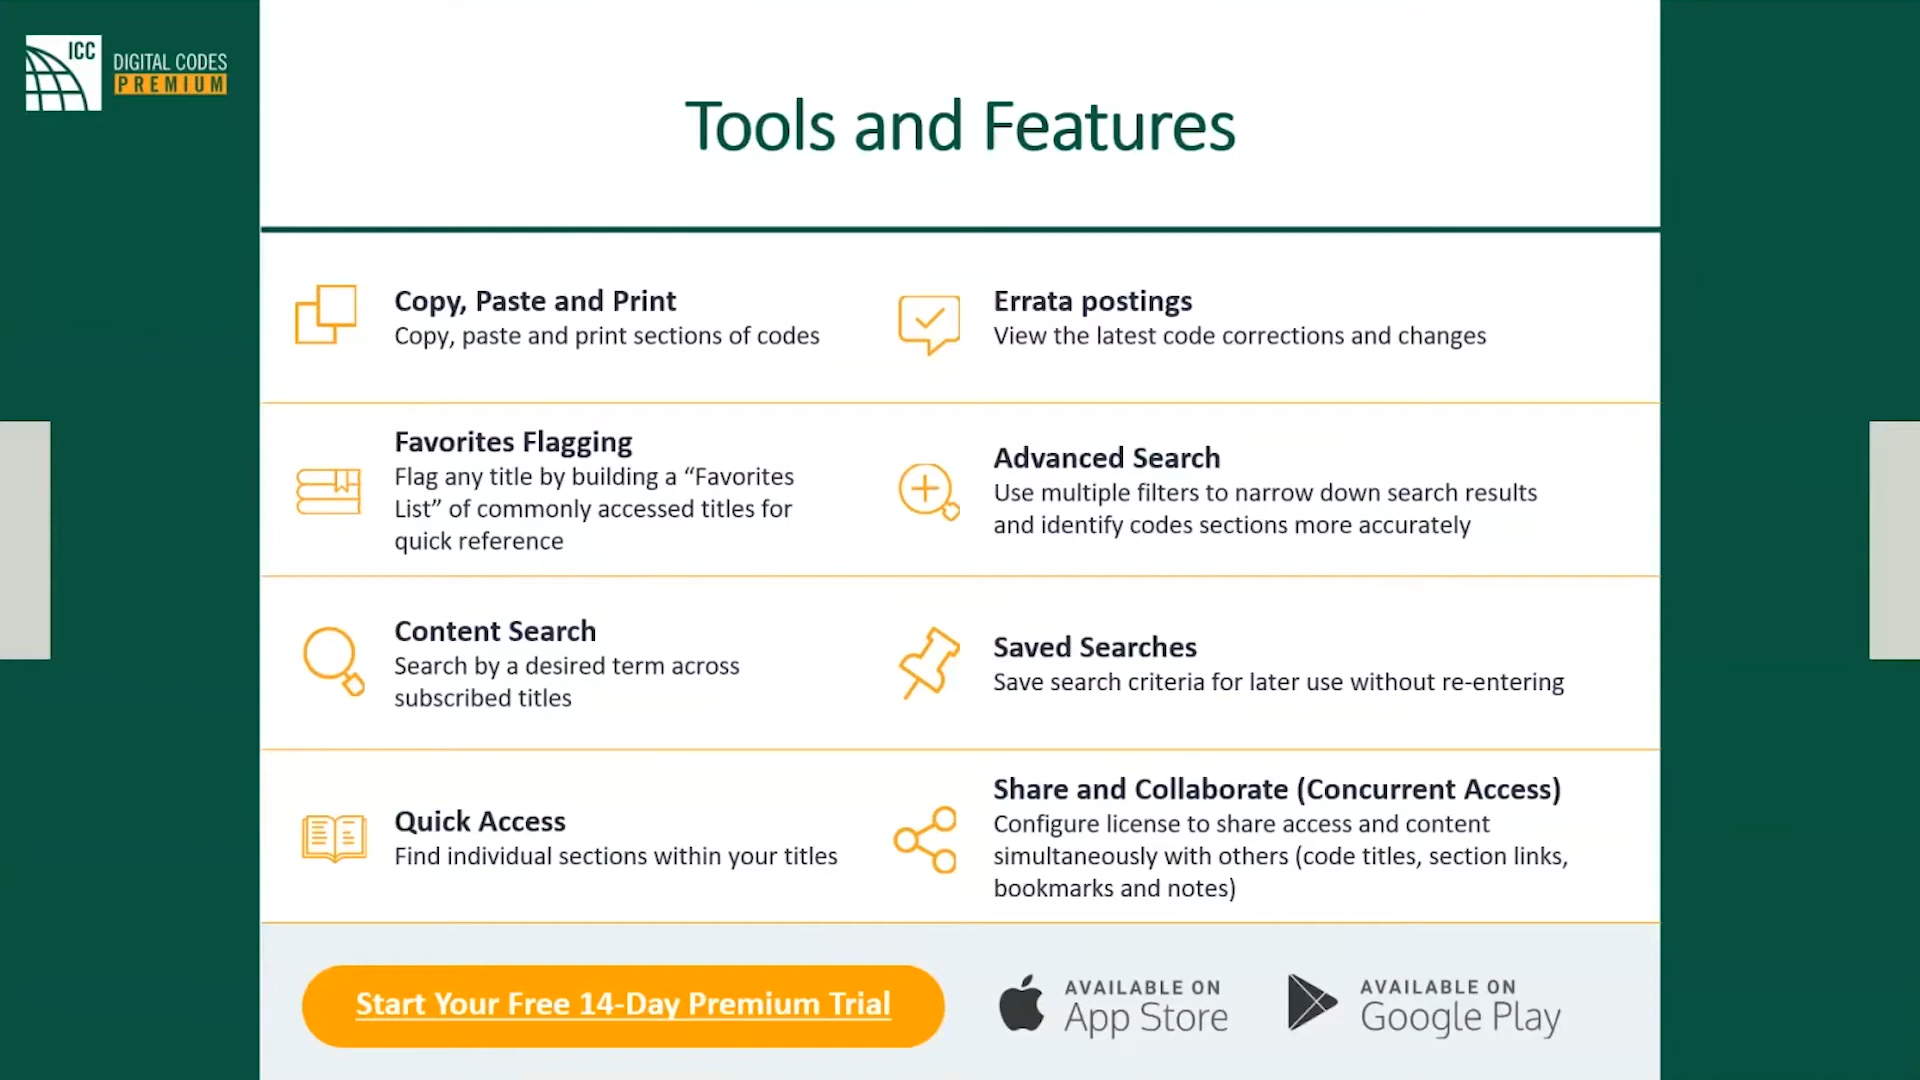 ICC
DIGITAL CODES
PREMIUM
Tools and Features
Copy, Paste and Print
Copy, paste and print sections of codes
Errata postings
View the latest code corrections and changes
Favorites Flagging
Flag any title by building a “Favorites
List” of commonly accessed titles for
quick reference
Advanced Search
Use multiple filters to narrow down search results
and identify codes sections more accurately
Content Search
Search by a desired term across
subscribed titles
Saved Searches
Save search criteria for later use without re-entering
Quick Access
Find individual sections within your titles
Share and Collaborate (Concurrent Access)
Configure license to share access and content
simultaneously with others (code titles, section links,
bookmarks and notes)
Start Your Free 14-Day Premium Trial
AVAILABLE ON
App Store
AVAILABLE ON
Google Play